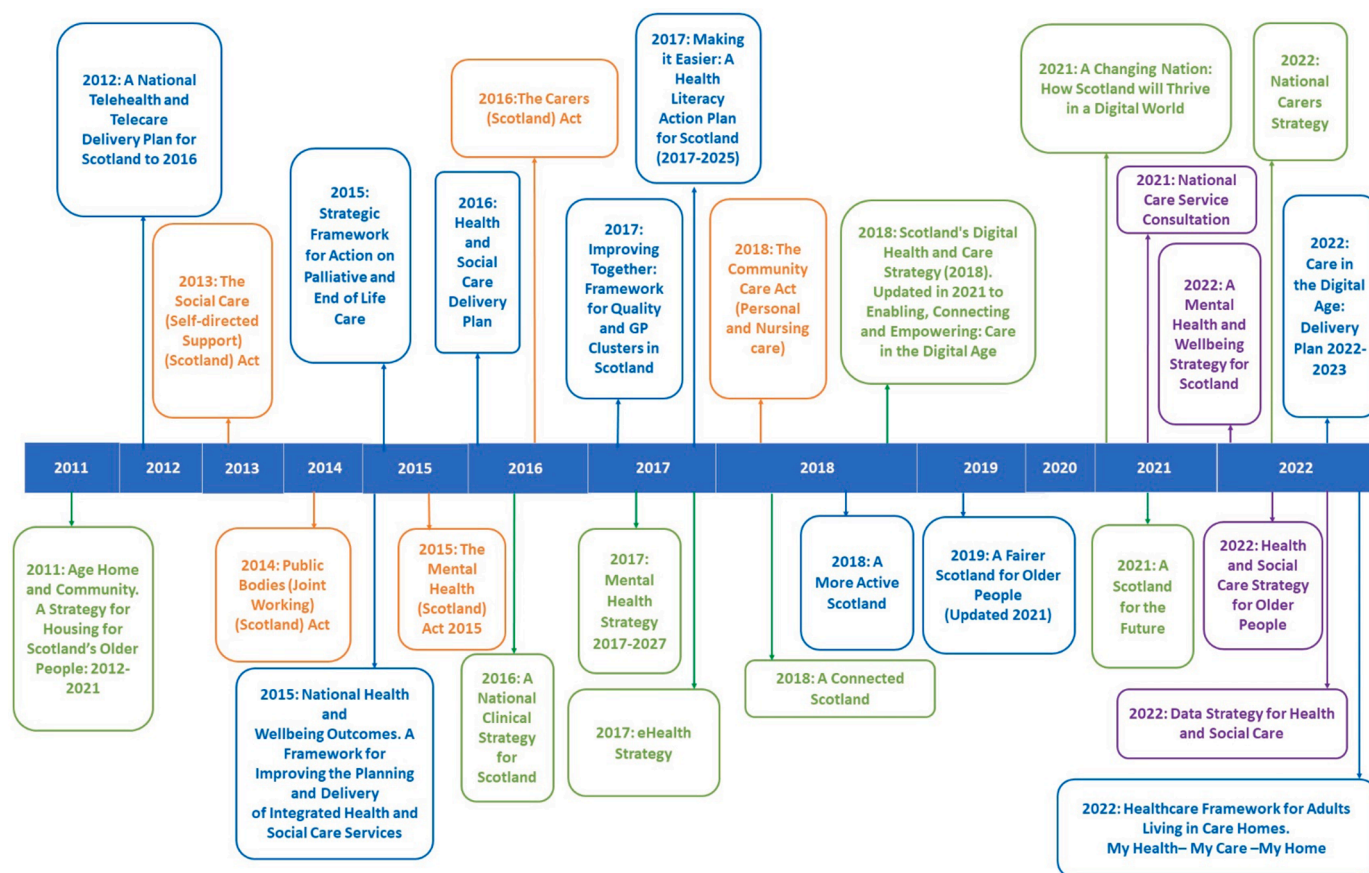 2012: A National
Telehealth and
Telecare
Delivery Plan for
Scotland to 2016
2013: The
Social Care
(Self-directed
Support)
(Scotland) Act
2015:
Strategic
Framework
for Action on
Palliative and
End of Life
Care
2016:The Carers
(Scotland) Act
2016:
Health
and
Social
Care
Delivery
Plan
2017:
Improving
Together:
Framework
for Quality
and GP
Clusters in
Scotland
2017: Making
it Easier: A
Health
Literacy
Action Plan
for Scotland
(2017-2025)
2018: The
Community
Care Act
(Personal
and Nursing
care)
2018: Scotland's Digital
Health and Care
Strategy (2018).
Updated in 2021 to
Enabling, Connecting
and Empowering: Care
in the Digital Age
2021: A Changing Nation:
How Scotland will Thrive
in a Digital World
2021: National
Care Service
Consultation
2022: A
Mental
Health and
Wellbeing
Strategy for
Scotland
2022:
National
Carers
Strategy
2022:
Care in
the Digital
Age:
Delivery
Plan 2022-
2023
2011
2012
2013
2014
2015
2016
2017
2018
2019
2020
2021
2022
2011: Age Home
and Community.
A Strategy for
Housing for
Scotland’s Older
People: 2012-
2021
2014: Public
Bodies (Joint
Working)
(Scotland) Act
2015: National Health
and
Wellbeing Outcomes. A
Framework for
Improving the Planning
and Delivery
of Integrated Health and
Social Care Services
2015: The
Mental
Health
(Scotland)
Act 2015
2016: A
National
Clinical
Strategy
for
Scotland
2017:
Mental
Health
Strategy
2017-2027
2017: eHealth
Strategy
2018: A Connected
Scotland
2018: A
More Active
Scotland
2019: A Fairer
Scotland for Older
People
(Updated 2021)
2021: A
Scotland
for the
Future
2022: Health
and Social
Care Strategy
for Older
People
2022: Data Strategy for Health
and Social Care
2022: Healthcare Framework for Adults
Living in Care Homes.
My Health– My Care –My Home